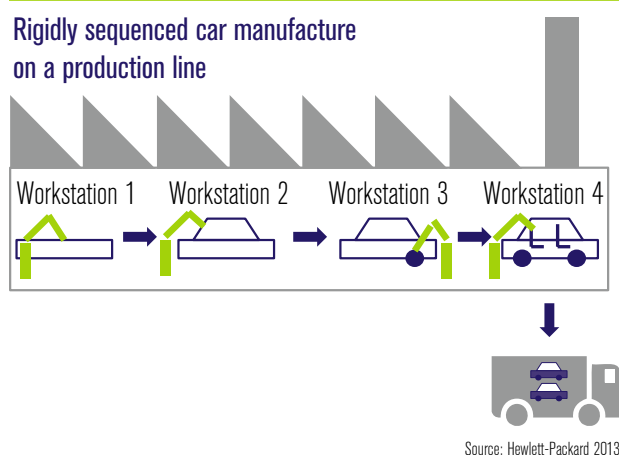 Rigidly sequenced car manufacture
on a production line
Workstation 1 Workstation 2 Workstation 3 Workstation 4
Source: Hewlett-Packard 2013